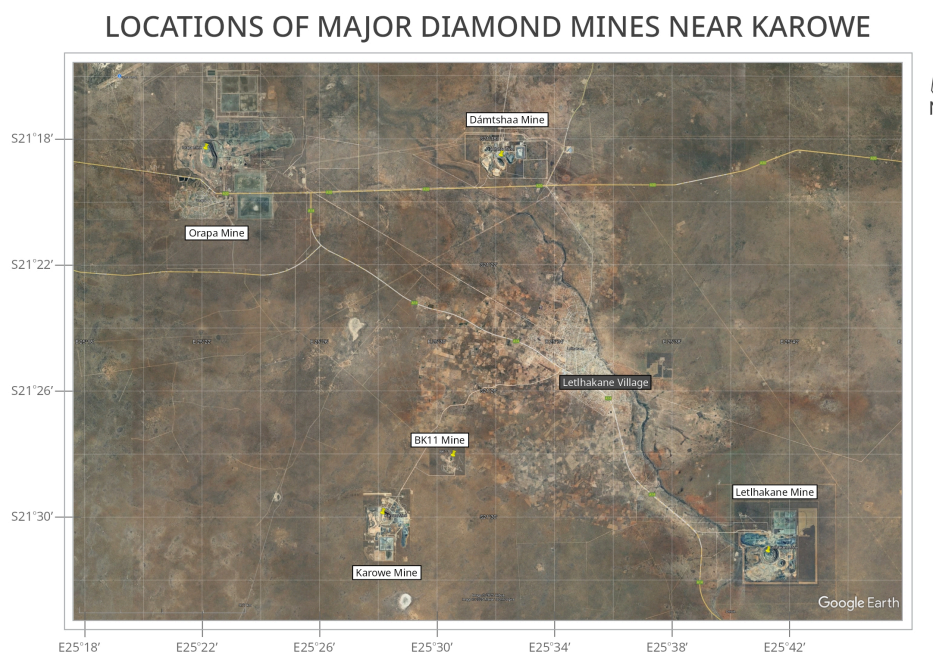 LOCATIONS OF MAJOR DIAMOND MINES NEAR KAROWE
N
S21°18′
Dámtshaa Mine
Orapa Mine
S21°22′
S21°26′
Letlhakane Village
BK11 Mine
Letlhakane Mine
S21°30′
Karowe Mine
Google Earth
E25°18′
E25°22′
E25°26′
E25°30′
E25°34′
E25°38′
E25°42′